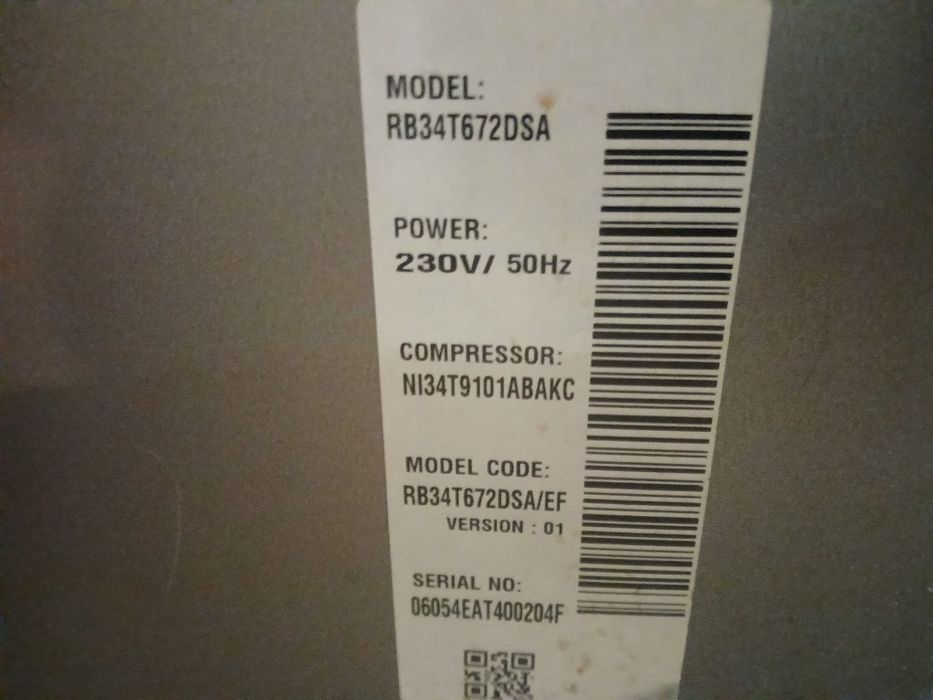 MODEL:
RB34T672DSA
POWER:
230V/ 50Hz
COMPRESSOR:
NI34T9101ABAKC
MODEL CODE:
RB34T672DSA/EF
VERSION : 01
SERIAL NO:
06054EAT400204F